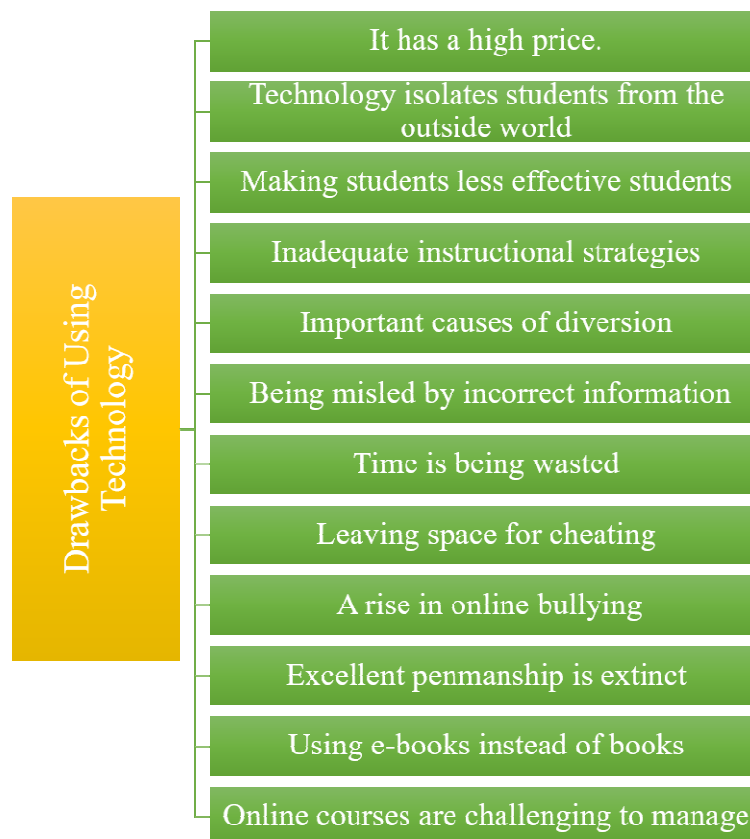 Drawbacks of Using
Technology
It has a high price.
Technology isolates students from the
outside world
Making students less effective students
Inadequate instructional strategies
Important causes of diversion
Being misled by incorrect information
Time is being wasted
Leaving space for cheating
A rise in online bullying
Excellent penmanship is extinct
Using e-books instead of books
Online courses are challenging to manage